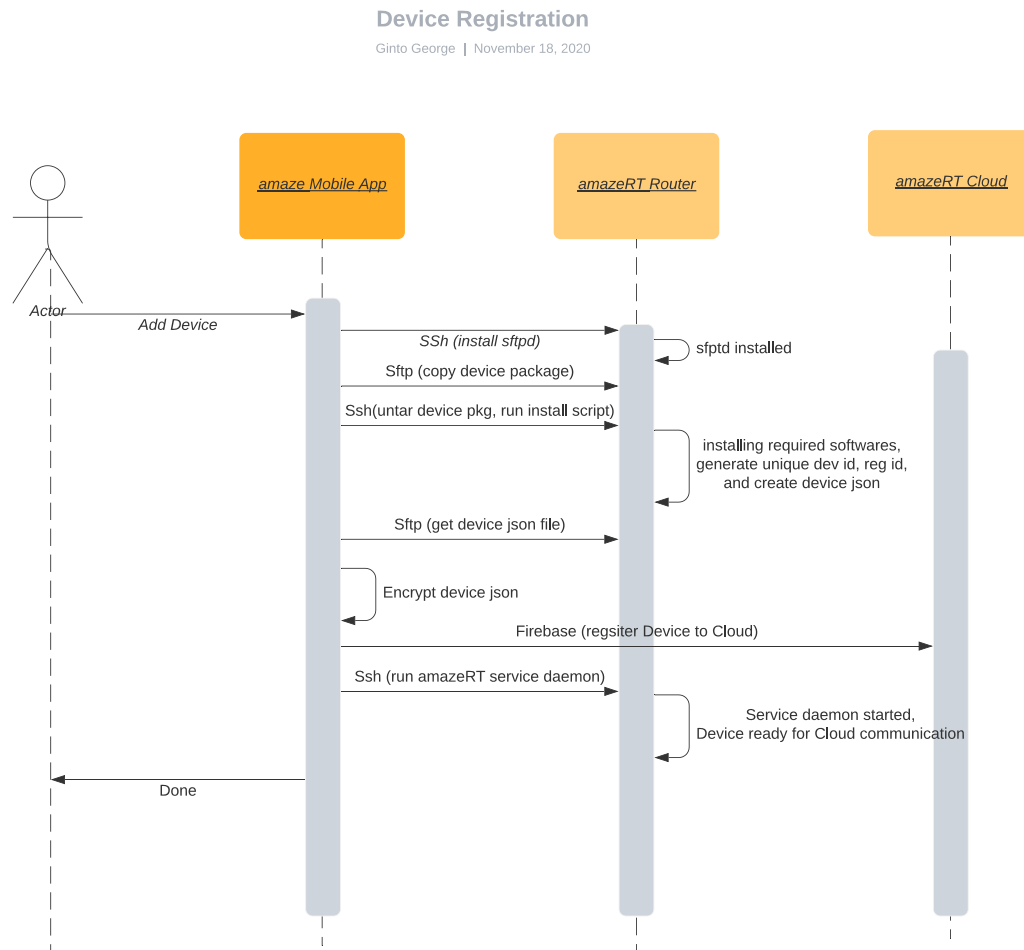 Device Registration
Ginto George | November 18, 2020
amaze Mobile App
amazeRT Router
amazeRT Cloud
Actor
Add Device
SSh (install sftpd)
sfptd installed
Sftp (copy device package)
Ssh(untar device pkg, run install script)
installing required softwares,
generate unique dev id, reg id,
and create device json
Sftp (get device json file)
Encrypt device json
Firebase (regsiter Device to Cloud)
Ssh (run amazeRT service daemon)
Service daemon started,
Device ready for Cloud communication
Done